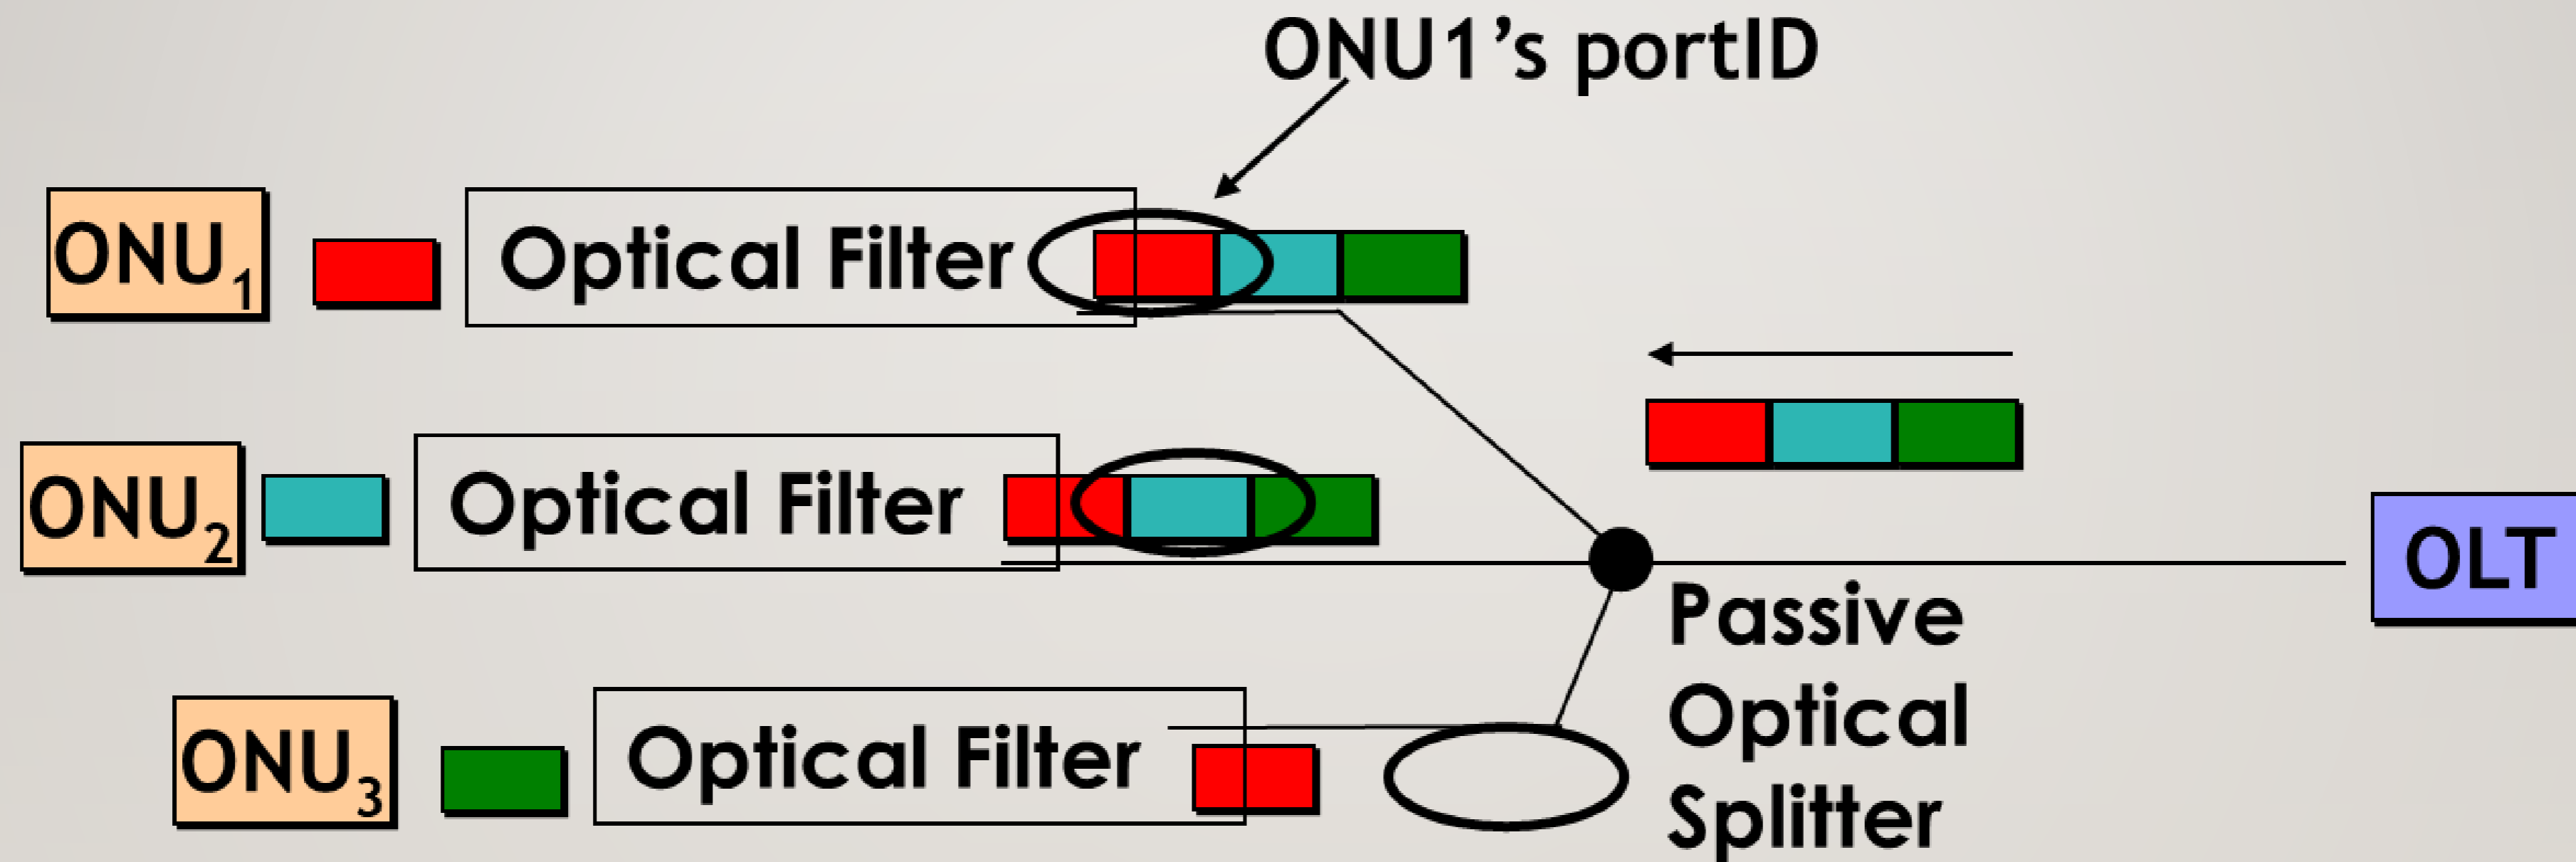 ONU1’s portID
ONU1
Optical Filter
ONU2
Optical Filter
OLT
Passive
Optical
Splitter
ONU3
Optical Filter